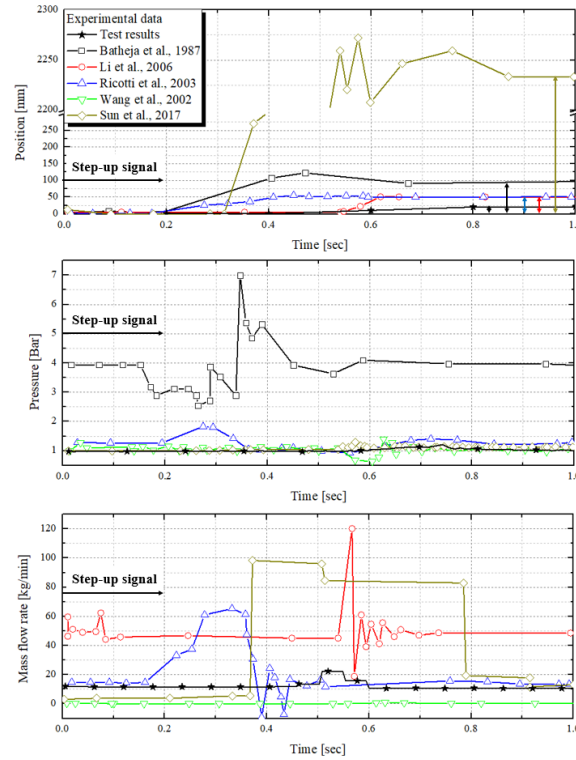 2300
2250
2200
250
200
150
100
50
0
Position [mm]
Experimental data
Test results
Batheja et al., 1987
Li et al., 2006
Ricotti et al., 2003
Wang et al., 2002
Sun et al., 2017
Step-up signal
0.0 0.2 0.4 0.6 0.8 1.0
Time [sec]
7
6
5
4
3
2
1
Pressure [Bar]
Step-up signal
0.0 0.2 0.4 0.6 0.8 1.0
Time [sec]
120
100
80
60
40
20
0
Mass flow rate [kg/min]
Step-up signal
0.0 0.2 0.4 0.6 0.8 1.0
Time [sec]